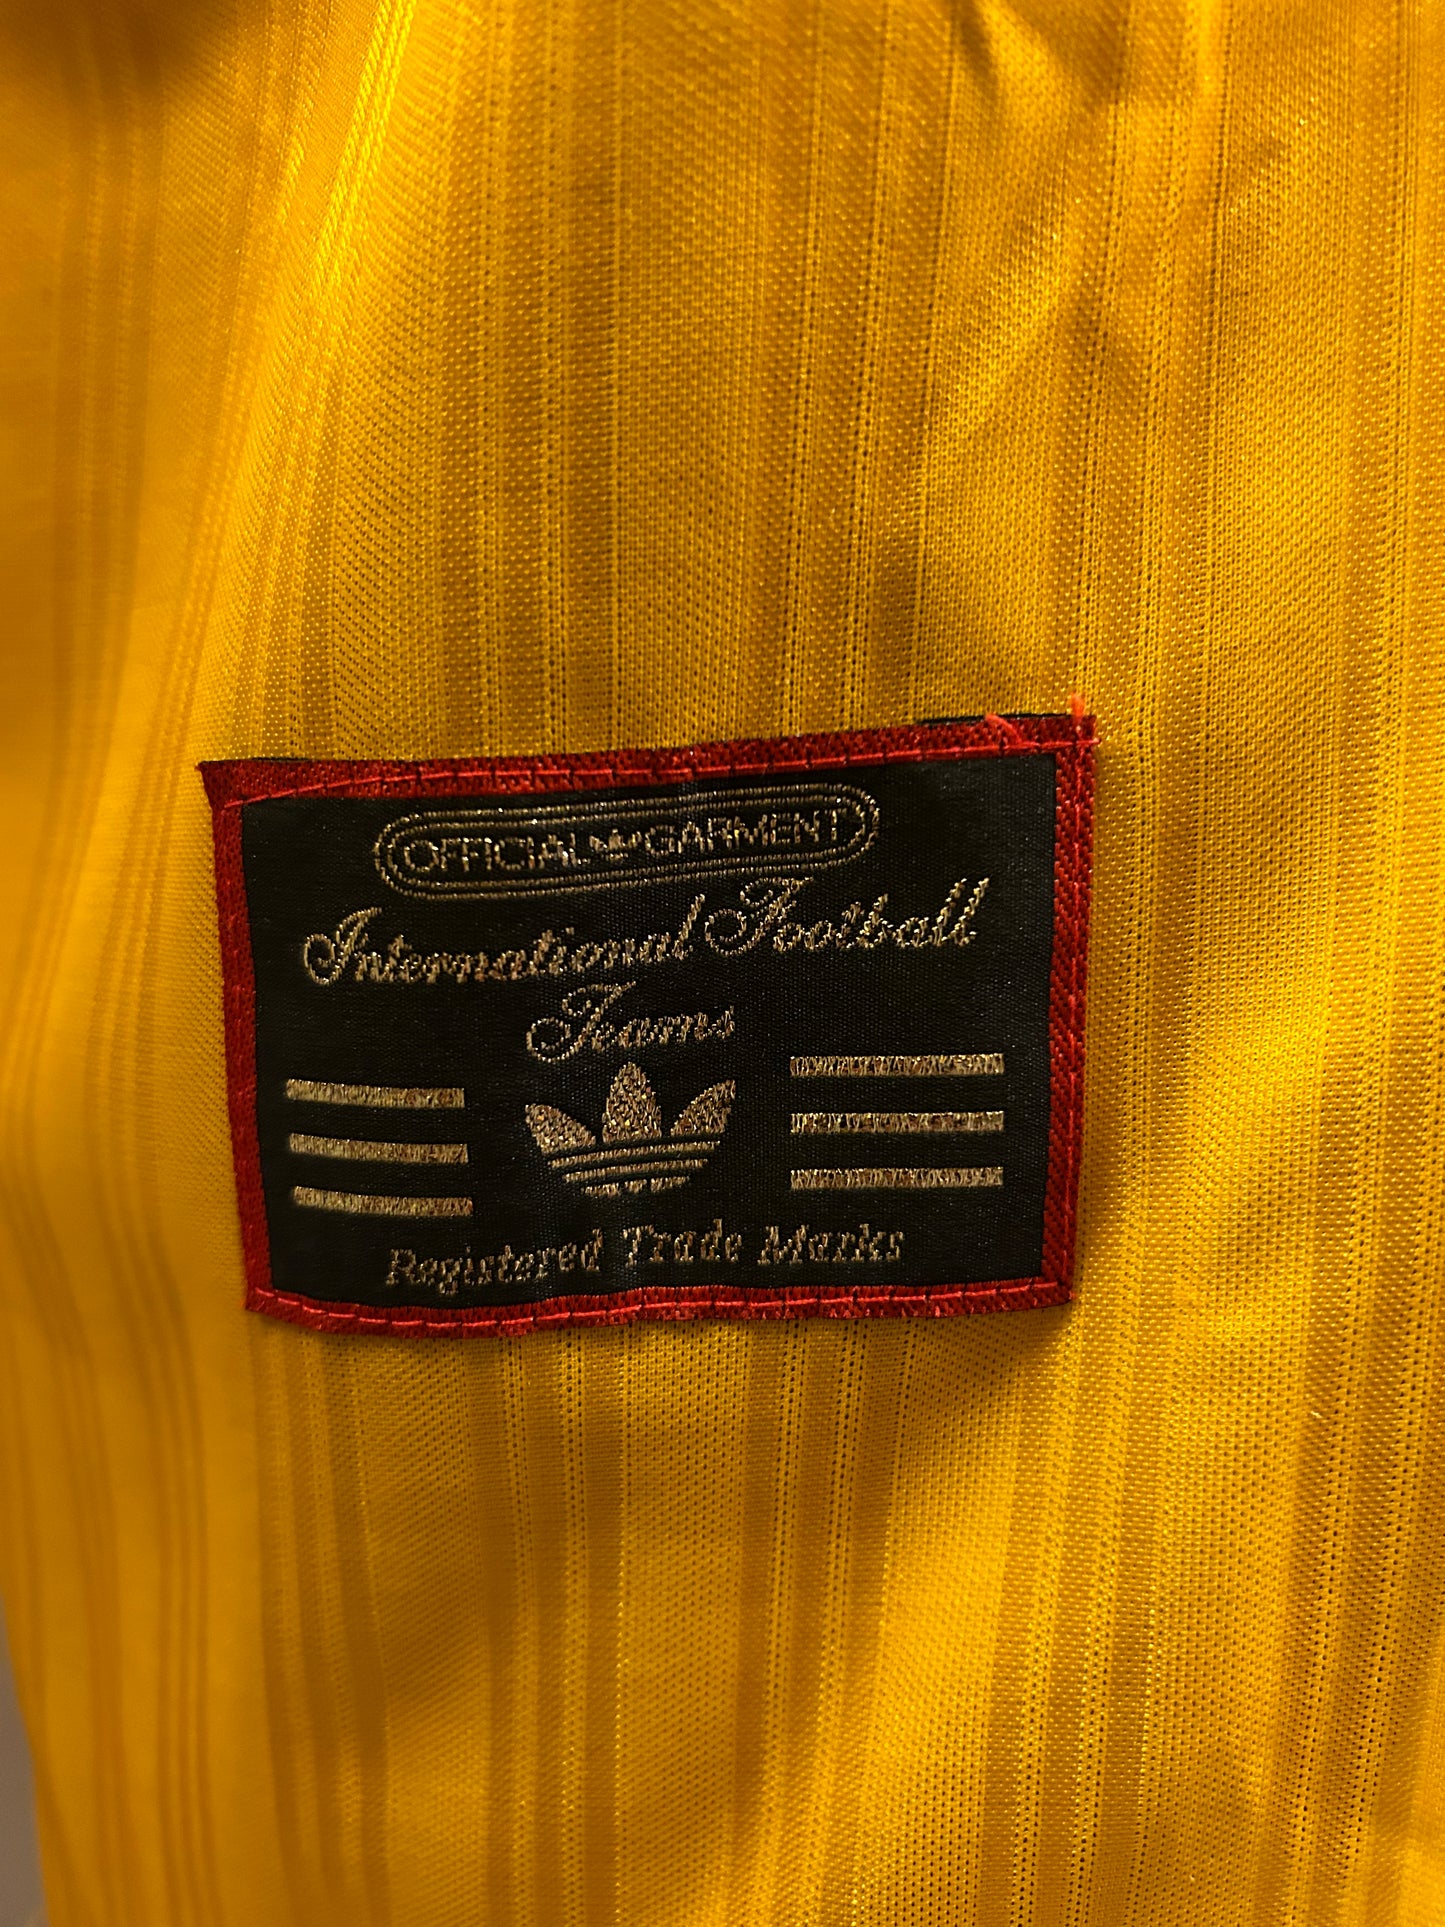 OFFICIAL GARMENT
International Football
Teams
Registered Trade Marks